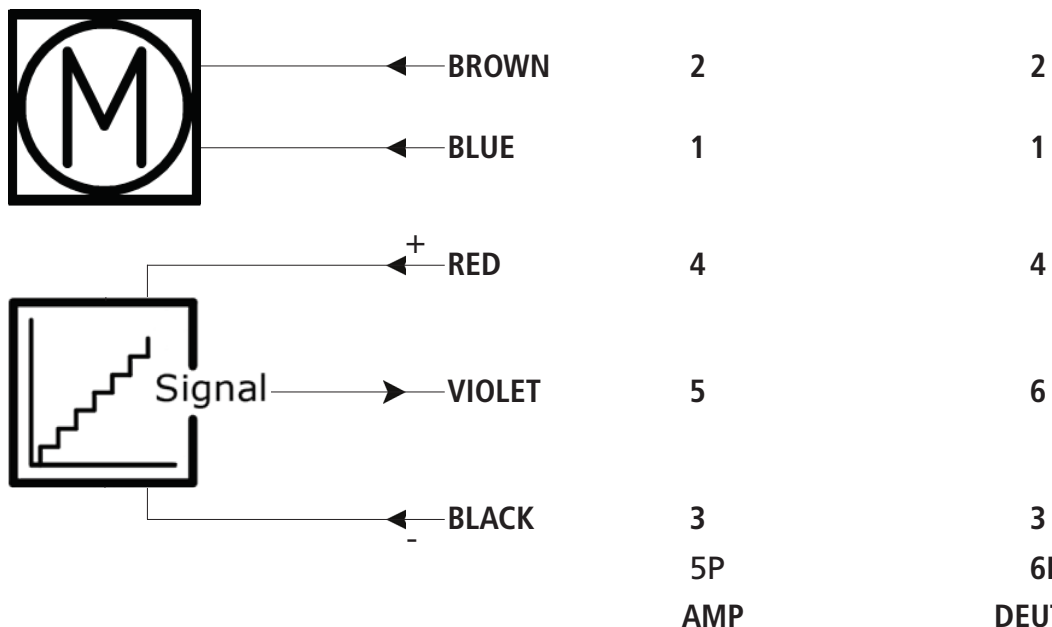 M
BROWN 2 2
BLUE 1 1
+
RED 4 4
Signal VIOLET 5 6
BLACK 3 3
-
5P
AMP